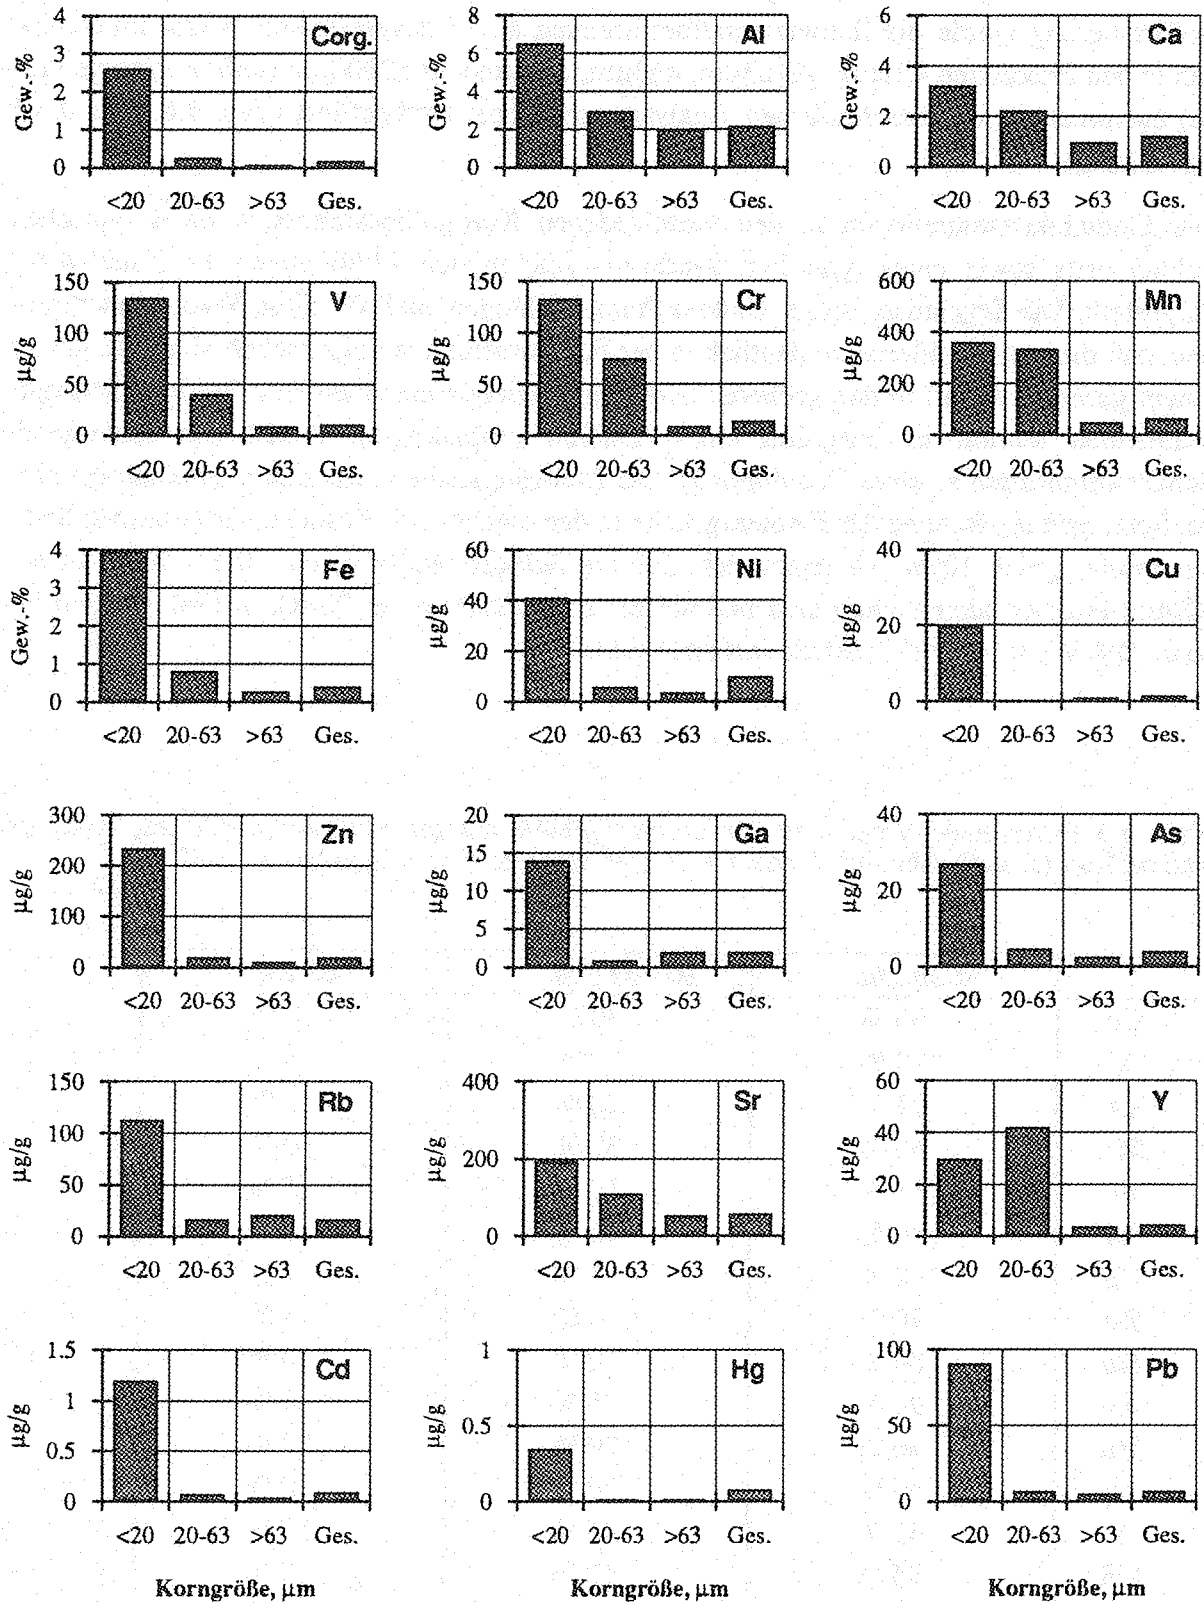 Corg.
Gew.-%
4
3
2
1
0
<20 20-63 >63 Ges.
Al
Gew.-%
8
6
4
2
0
<20 20-63 >63 Ges.
Ca
Gew.-%
6
4
2
0
<20 20-63 >63 Ges.
V
µg/g
150
100
50
0
<20 20-63 >63 Ges.
Cr
µg/g
150
100
50
0
<20 20-63 >63 Ges.
Mn
µg/g
600
400
200
0
<20 20-63 >63 Ges.
Fe
Gew.-%
4
3
2
1
0
<20 20-63 >63 Ges.
Ni
µg/g
60
40
20
0
<20 20-63 >63 Ges.
Cu
µg/g
40
20
0
<20 20-63 >63 Ges.
Zn
µg/g
300
200
100
0
<20 20-63 >63 Ges.
Ga
µg/g
20
15
10
5
0
<20 20-63 >63 Ges.
As
µg/g
40
20
0
<20 20-63 >63 Ges.
Rb
µg/g
150
100
50
0
<20 20-63 >63 Ges.
Sr
µg/g
400
200
0
<20 20-63 >63 Ges.
Y
µg/g
60
40
20
0
<20 20-63 >63 Ges.
Cd
µg/g
1.5
1
0.5
0
<20 20-63 >63 Ges.
Korngröße, µm
Hg
µg/g
1
0.5
0
<20 20-63 >63 Ges.
Korngröße, µm
Pb
µg/g
100
50
0
<20 20-63 >63 Ges.
Korngröße, µm